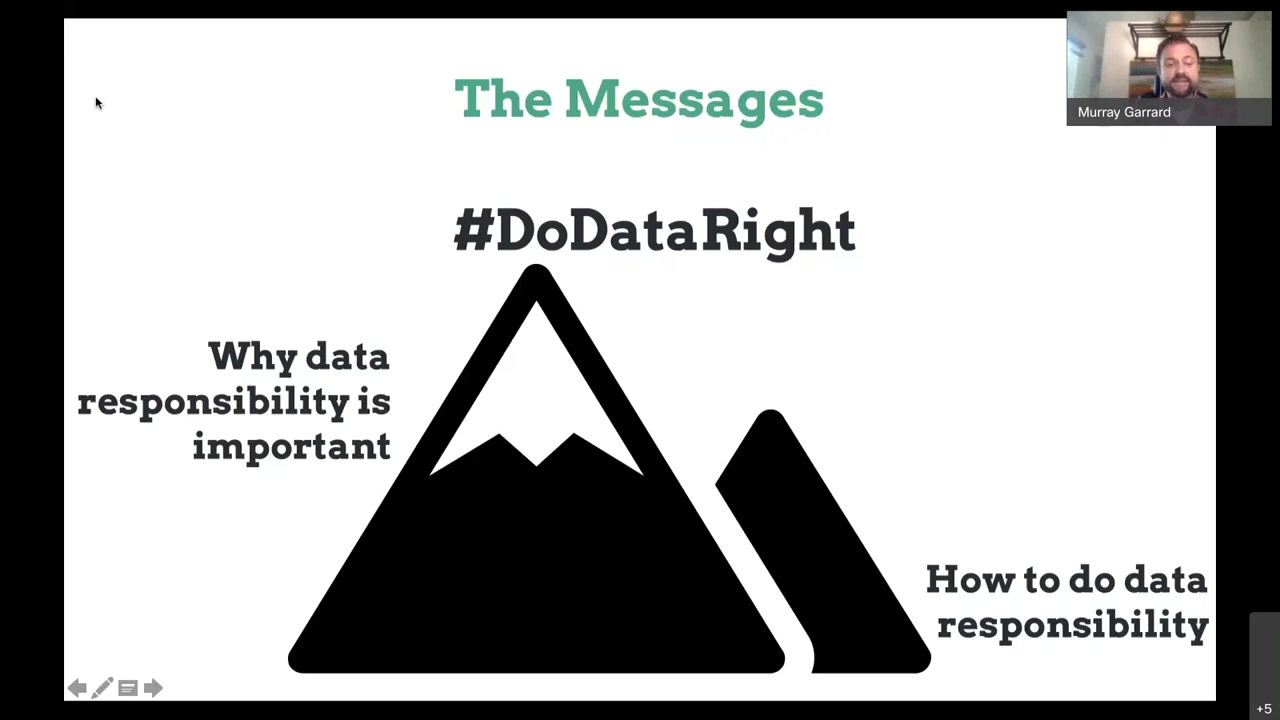 The Messages
Murray Garrard
#DoDataRight
Why data
responsibility is
important
How to do data
responsibility
+5